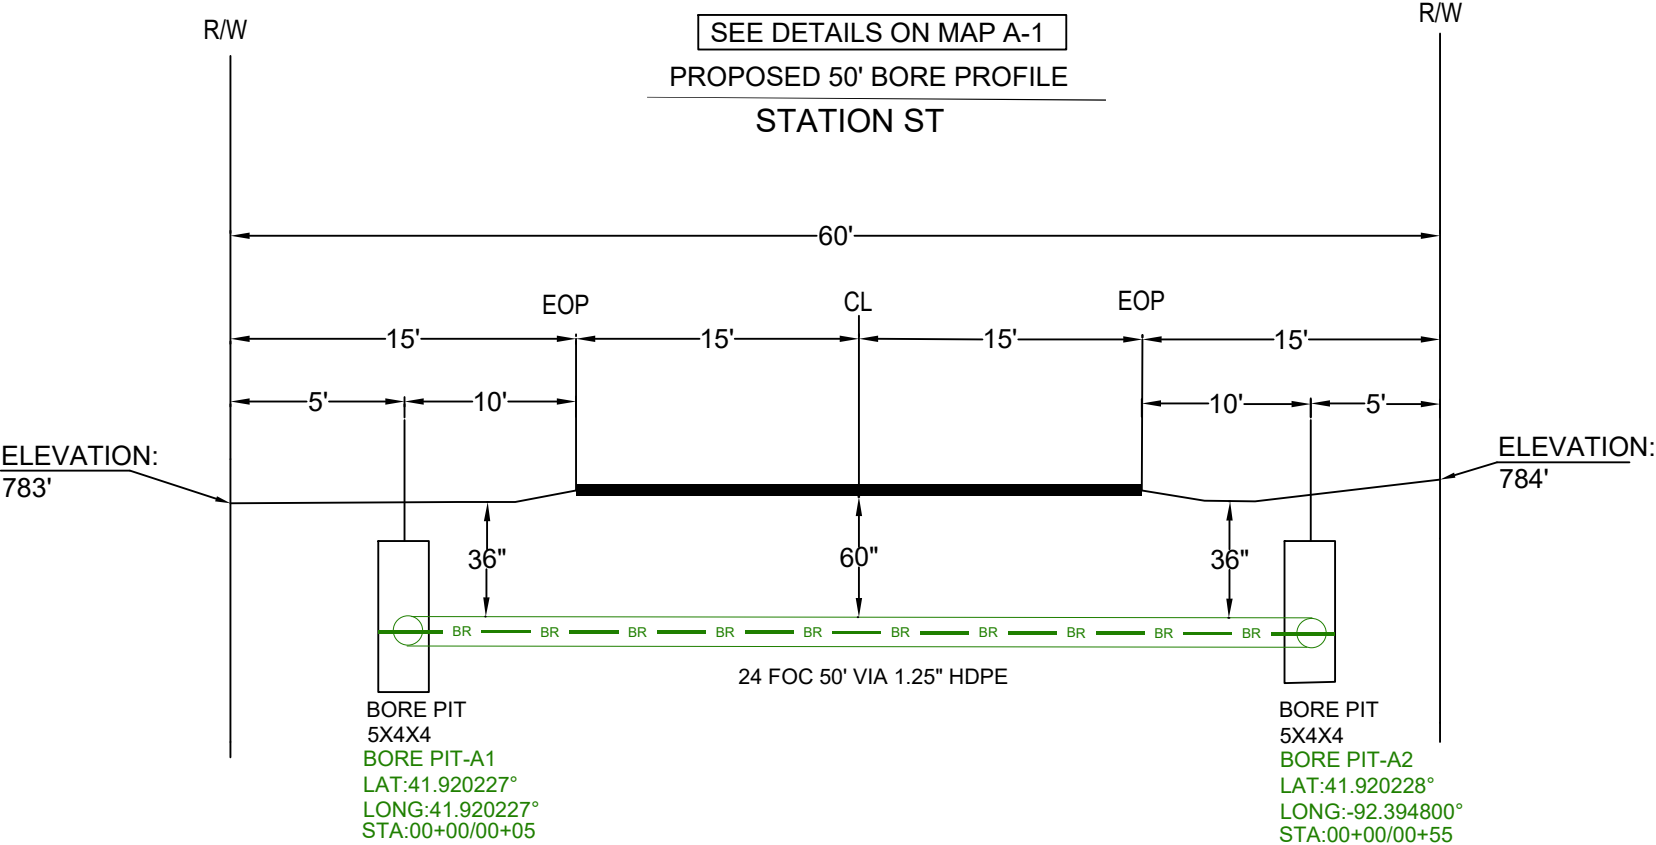 R/W
SEE DETAILS ON MAP A-1
R/W
PROPOSED 50' BORE PROFILE
STATION ST
60'
EOP
CL
EOP
15'
15'
15'
15'
5'
10'
10'
5'
ELEVATION:
783'
ELEVATION:
784'
36"
60"
36"
BR BR BR BR BR BR BR BR BR BR
24 FOC 50' VIA 1.25" HDPE
BORE PIT
5X4X4
BORE PIT-A1
LAT:41.920227°
LONG:41.920227°
STA:00+00/00+05
BORE PIT
5X4X4
BORE PIT-A2
LAT:41.920228°
LONG:-92.394800°
STA:00+00/00+55